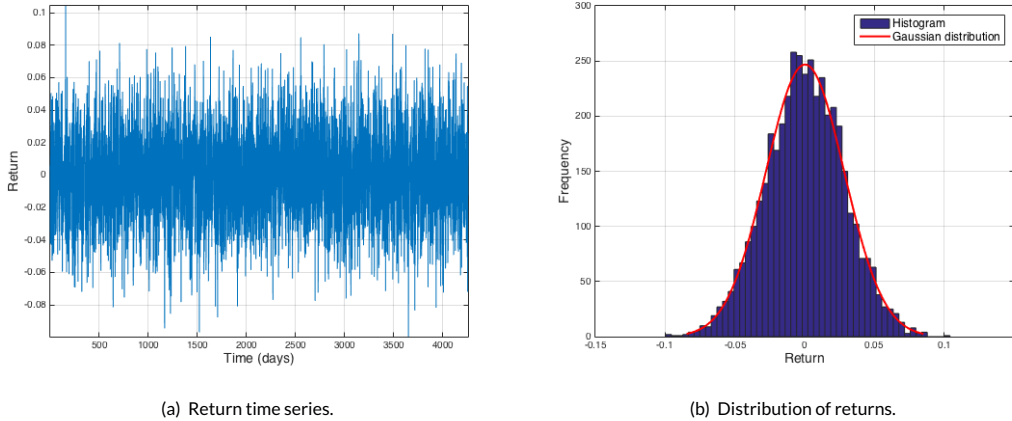 0.1
0.08
0.06
0.04
0.02
0
-0.02
-0.04
-0.06
-0.08
Return
500 1000 1500 2000 2500 3000 3500 4000
Time (days)
(a) Return time series.
300
250
200
150
100
50
0
Frequency
Histogram
Gaussian distribution
-0.15 -0.1 -0.05 0 0.05 0.1
Return
(b) Distribution of returns.